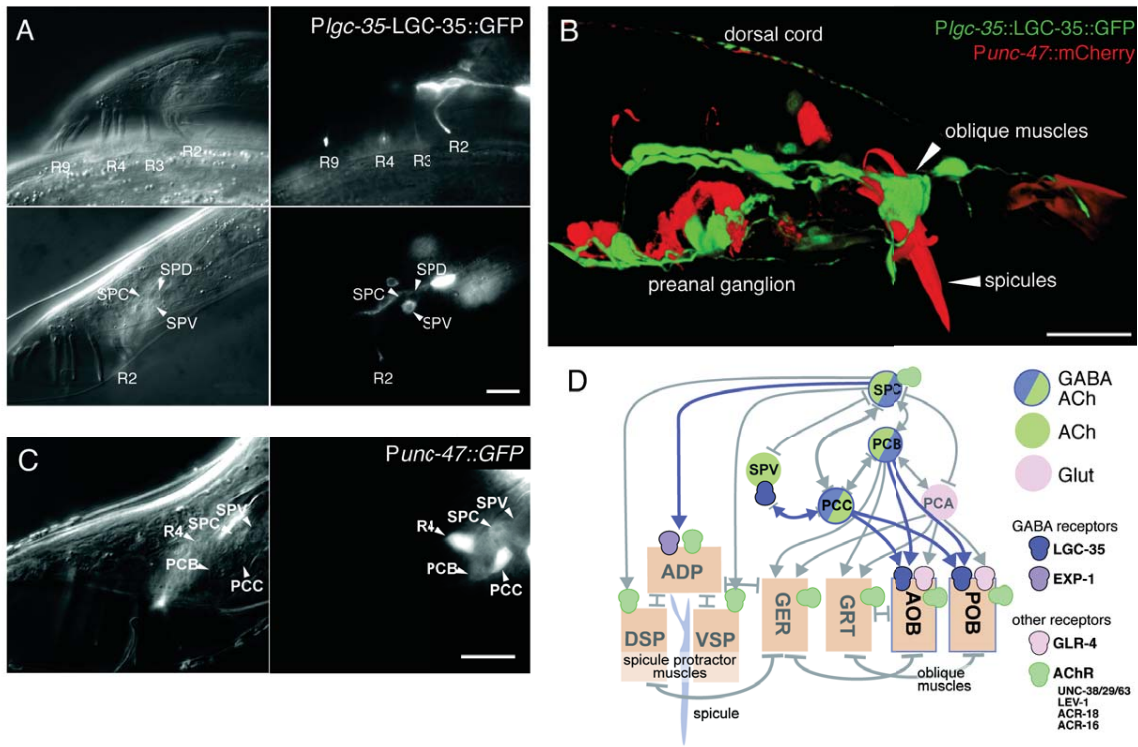 A
Plgc-35-LGC-35::GFP
R9
R4
R3
R2
R9
R4
R3
R2
SPD
SPC
SPV
R2
SPD
SPC
SPV
R2
B
Plgc-35::LGC-35::GFP
Punc-47::mCherry
dorsal cord
oblique muscles
preanal ganglion
spicules
C
Punc-47::GFP
SPV
SPC
R4
PCB
PCC
SPV
SPC
R4
PCB
PCC
D
SPC
PCB
SPV
PCC
PCA
ADP
DSP
VSP
GER
GRT
AOB
POB
spicule protractor
muscles
oblique
muscles
spicule
GABA
ACh
ACh
Glut
GABA receptors
LGC-35
EXP-1
other receptors
GLR-4
AChR
UNC-38/29/63
LEV-1
ACR-18
ACR-16